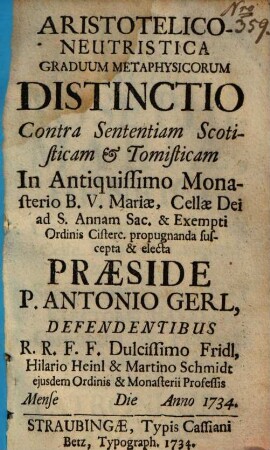 Nro
359.
ARISTOTELICO-
NEUTRISTICA
GRADUUM METAPHYSICORUM
DISTINCTIO
Contra Sententiam Scoti-
sticam & Tomisticam
In Antiquissimo Mona-
sterio B. V. Mariæ, Cellæ Dei
ad S. Annam Sac. & Exempti
Ordinis Cisterc. propugnanda sus-
cepta & electa
PRÆSIDE
P. ANTONIO GERL,
DEFENDENTIBUS
R. R. F. F. Dulcissimo Fridl,
Hilario Heinl & Martino Schmidt
ejusdem Ordinis & Monasterii Professis
Mense Die Anno 1734.
STRAUBINGÆ, Typis Cassiani
Betz, Typograph. 1734.